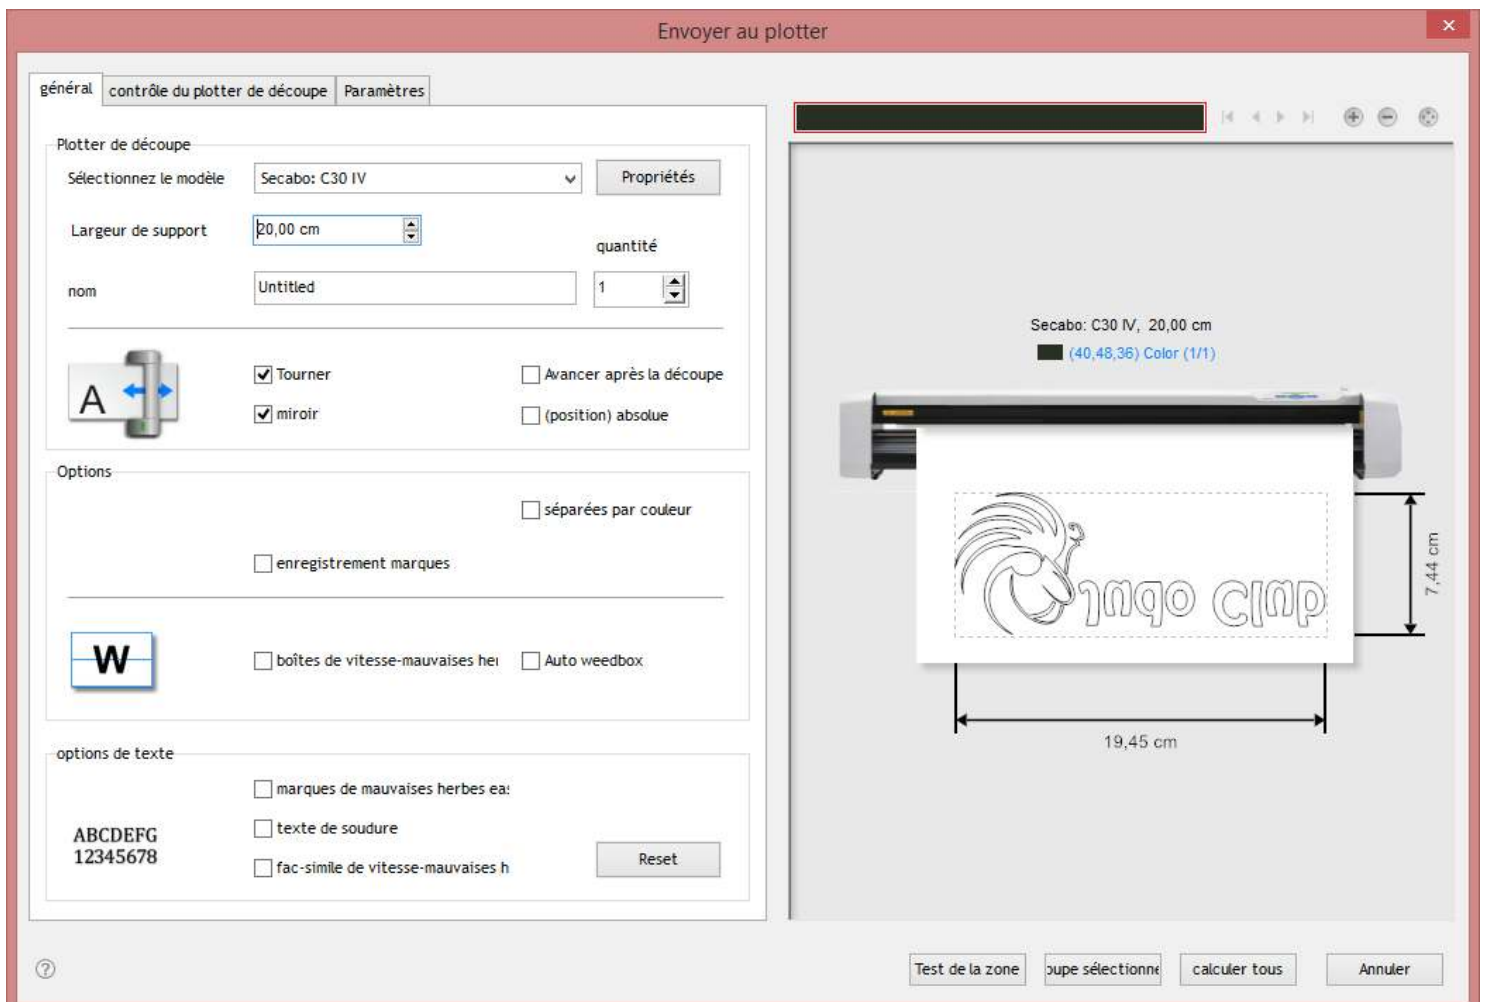 Envoyer au plotter
général
contrôle du plotter de découpe
Paramètres
Plotter de découpe
Sélectionnez le modèle
Secabo: C30 IV
Propriétés
Largeur de support
20,00 cm
quantité
nom
Untitled
1
A
Tourner
Avancer après la découpe
miroir
(position) absolue
Options
séparées par couleur
enregistrement marques
W
boîtes de vitesse-mauvaises her
Auto weedbox
options de texte
ABCDEFG
12345678
marques de mauvaises herbes ea
texte de soudure
fac-simile de vitesse-mauvaises h
Reset
Secabo: C30 IV, 20,00 cm
(40,48,36) Color (1/1)
7,44 cm
19,45 cm
?
Test de la zone
oupe sélectionne
calculer tous
Annuler